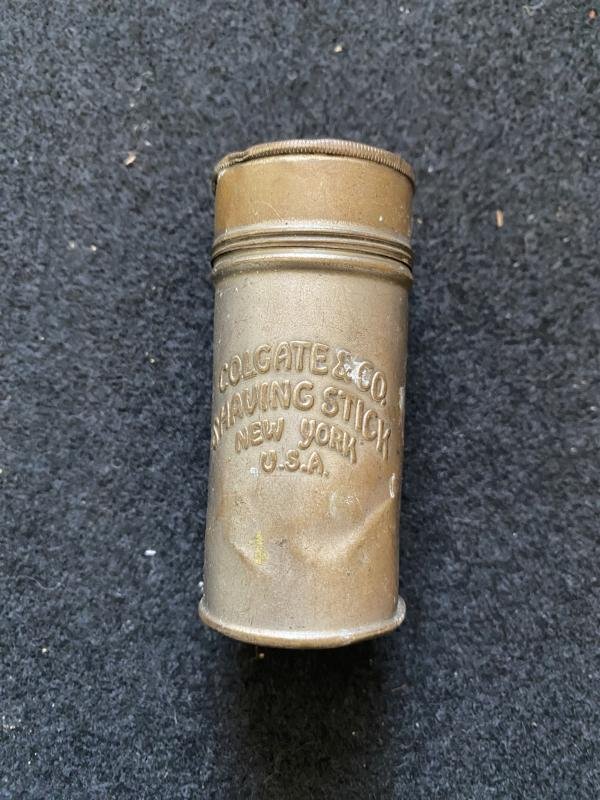 COLGATE & CO.
SHAVING STICK
NEW YORK
U.S.A.